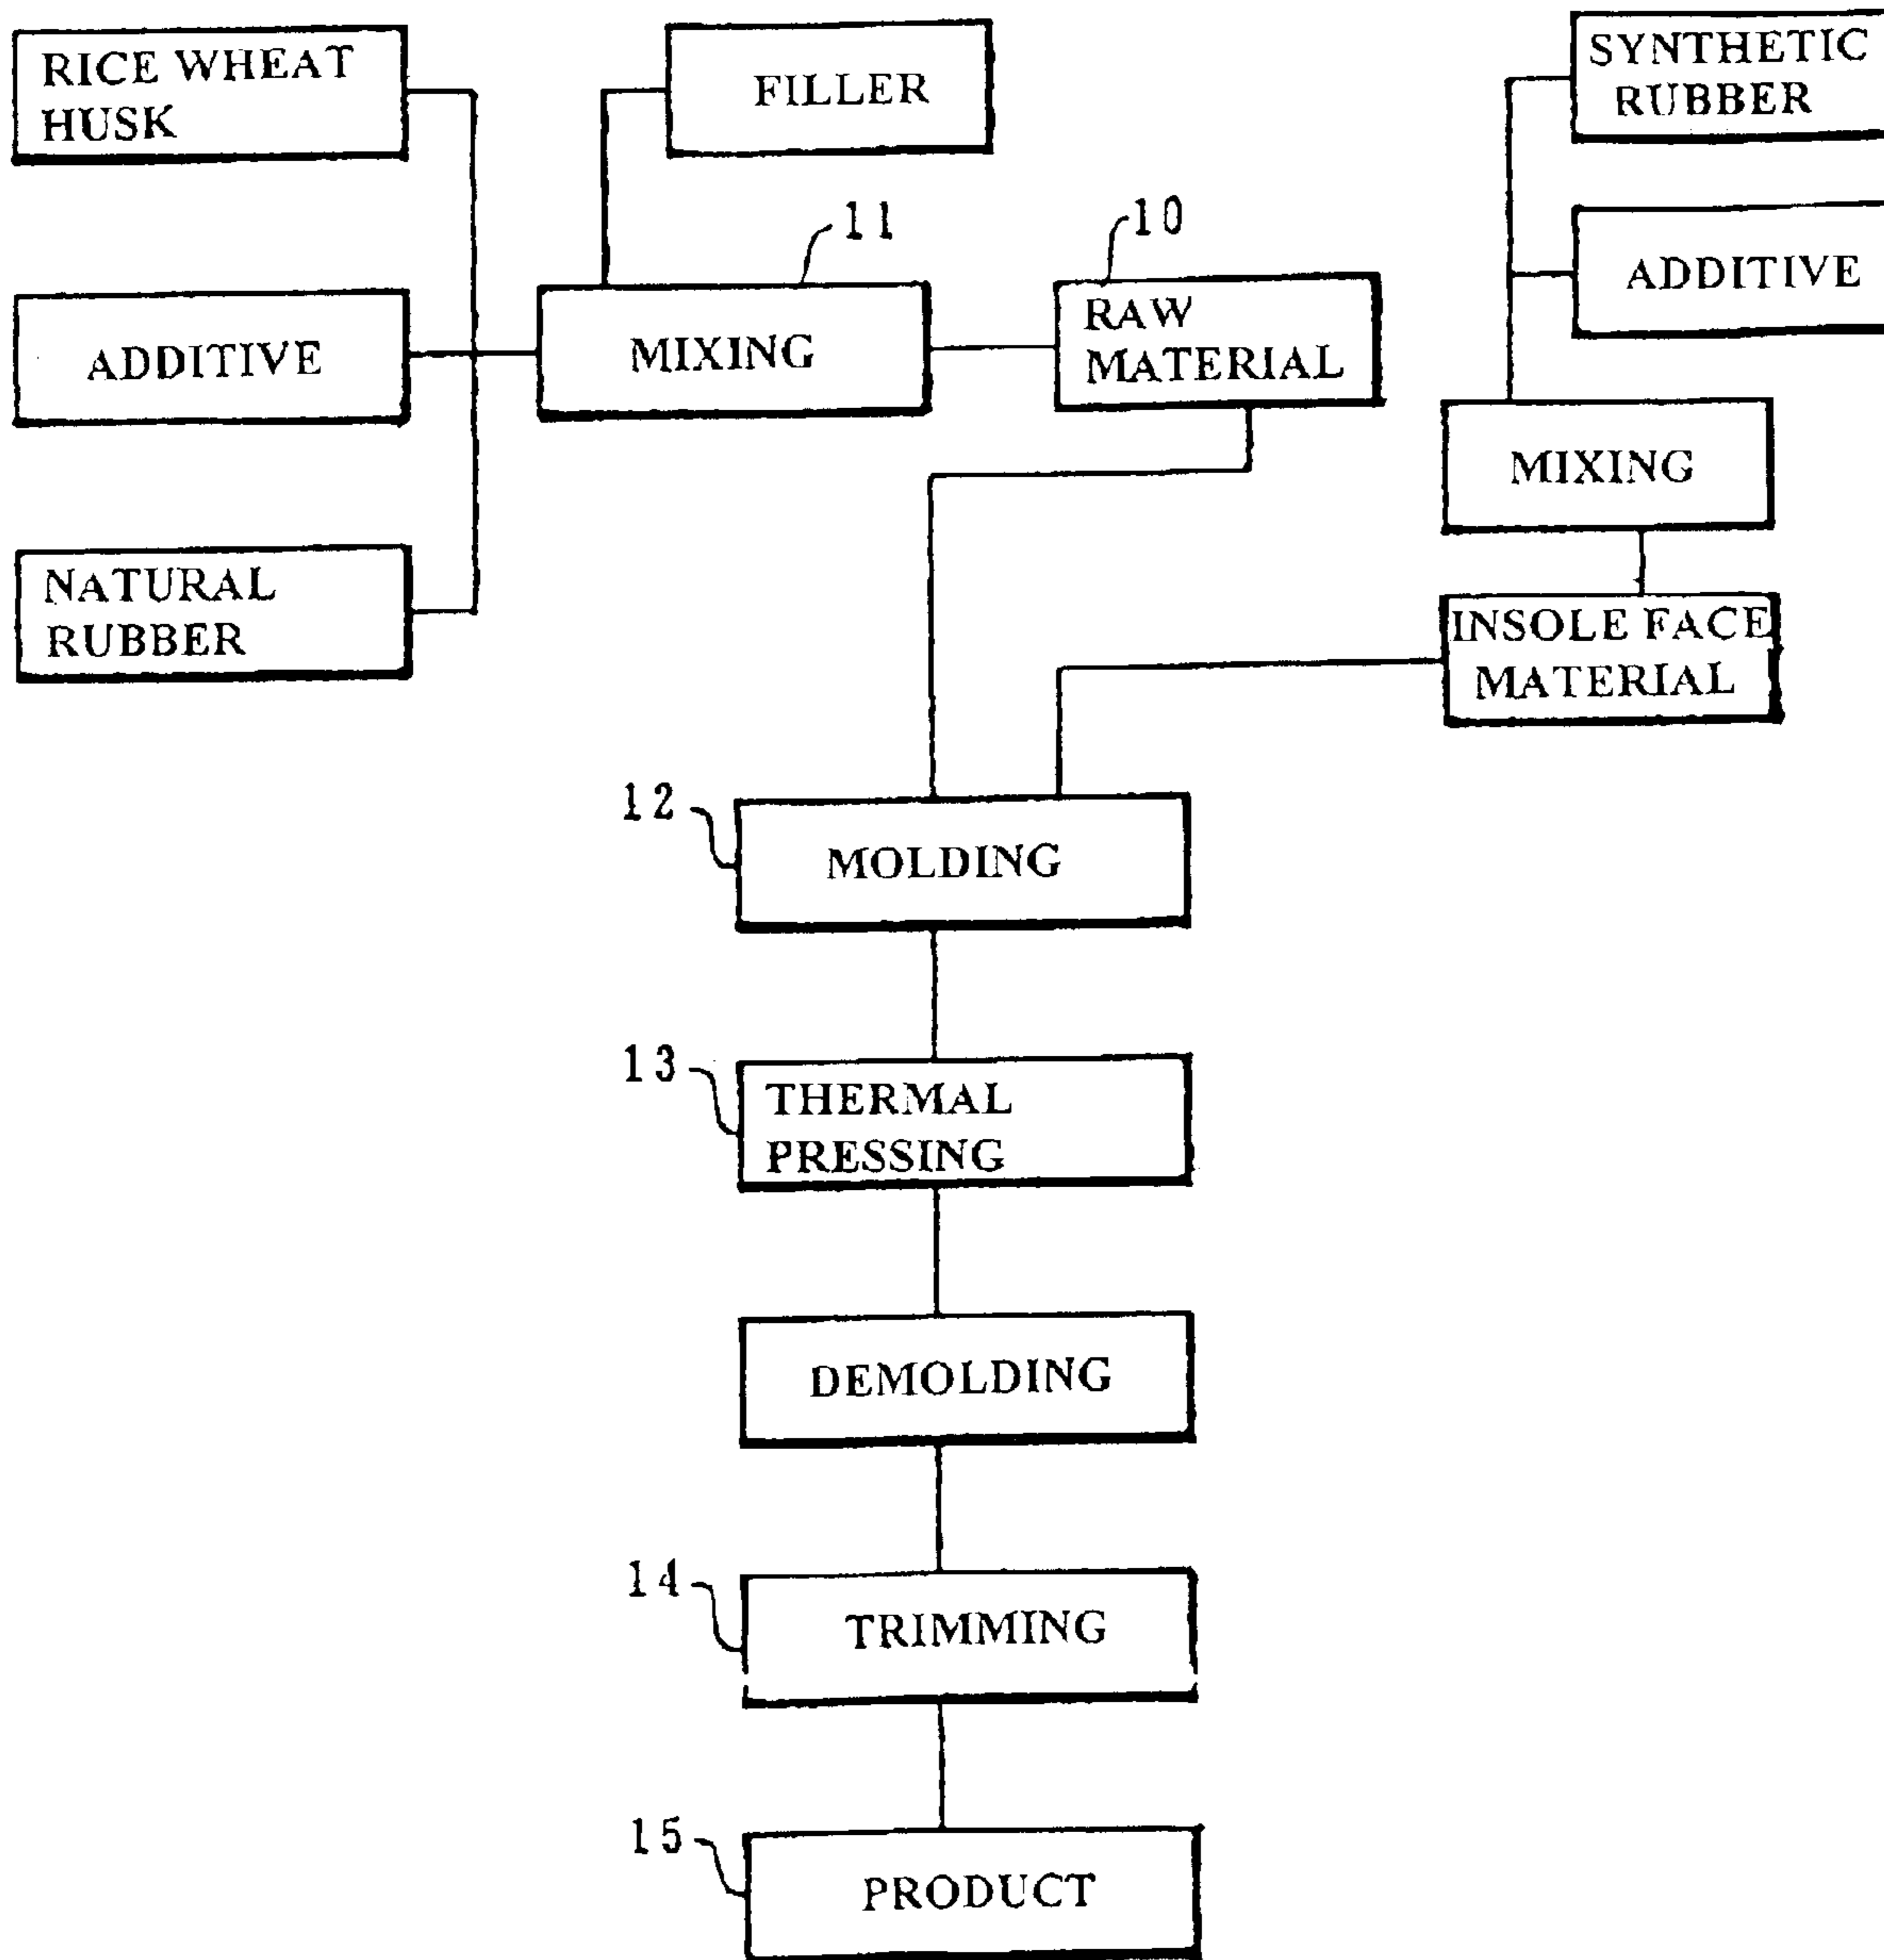 RICE WHEAT
HUSK
FILLER
SYNTHETIC
RUBBER
11
10
ADDITIVE
ADDITIVE
MIXING
RAW
MATERIAL
MIXING
NATURAL
RUBBER
INSOLE FACE
MATERIAL
12
MOLDING
13
THERMAL
PRESSING
DEMOLDING
14
TRIMMING
15
PRODUCT